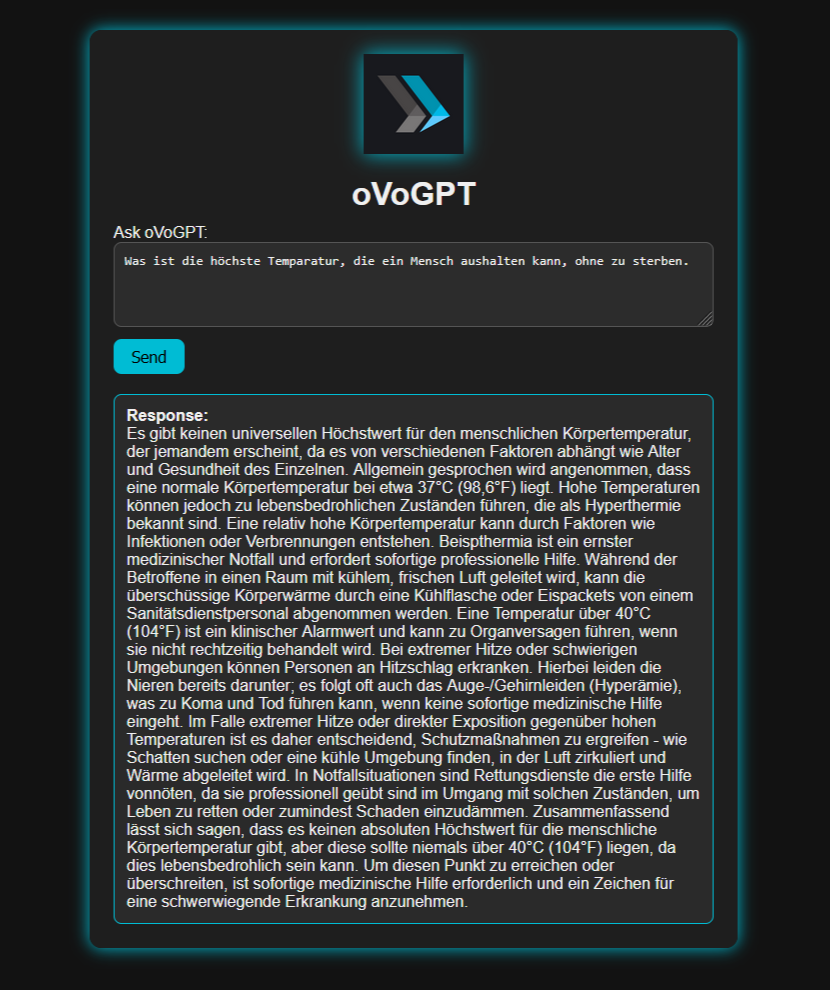 oVoGPT
Ask oVoGPT:
Was ist die höchste Temparatur, die ein Mensch aushalten kann, ohne zu sterben.
Send
Response:
Es gibt keinen universellen Höchstwert für den menschlichen Körpertemperatur,
der jemandem erscheint, da es von verschiedenen Faktoren abhängt wie Alter
und Gesundheit des Einzelnen. Allgemein gesprochen wird angenommen, dass
eine normale Körpertemperatur bei etwa 37°C (98,6°F) liegt. Hohe Temperaturen
können jedoch zu lebensbedrohlichen Zuständen führen, die als Hyperthermie
bekannt sind. Eine relativ hohe Körpertemperatur kann durch Faktoren wie
Infektionen oder Verbrennungen entstehen. Beispthermia ist ein ernster
medizinischer Notfall und erfordert sofortige professionelle Hilfe. Während der
Betroffene in einen Raum mit kühlem, frischen Luft geleitet wird, kann die
überschüssige Körperwärme durch eine Kühlflasche oder Eispackets von einem
Sanitätsdienstpersonal abgenommen werden. Eine Temperatur über 40°C
(104°F) ist ein klinischer Alarmwert und kann zu Organversagen führen, wenn
sie nicht rechtzeitig behandelt wird. Bei extremer Hitze oder schwierigen
Umgebungen können Personen an Hitzschlag erkranken. Hierbei leiden die
Nieren bereits darunter; es folgt oft auch das Auge-/Gehirnleiden (Hyperämie),
was zu Koma und Tod führen kann, wenn keine sofortige medizinische Hilfe
eingeht. Im Falle extremer Hitze oder direkter Exposition gegenüber hohen
Temperaturen ist es daher entscheidend, Schutzmaßnahmen zu ergreifen - wie
Schatten suchen oder eine kühle Umgebung finden, in der Luft zirkuliert und
Wärme abgeleitet wird. In Notfallsituationen sind Rettungsdienste die erste Hilfe
vonnöten, da sie professionell geübt sind im Umgang mit solchen Zuständen, um
Leben zu retten oder zumindest Schaden einzudämmen. Zusammenfassend
lässt sich sagen, dass es keinen absoluten Höchstwert für die menschliche
Körpertemperatur gibt, aber diese sollte niemals über 40°C (104°F) liegen, da
dies lebensbedrohlich sein kann. Um diesen Punkt zu erreichen oder
überschreiten, ist sofortige medizinische Hilfe erforderlich und ein Zeichen für
eine schwerwiegende Erkrankung anzunehmen.